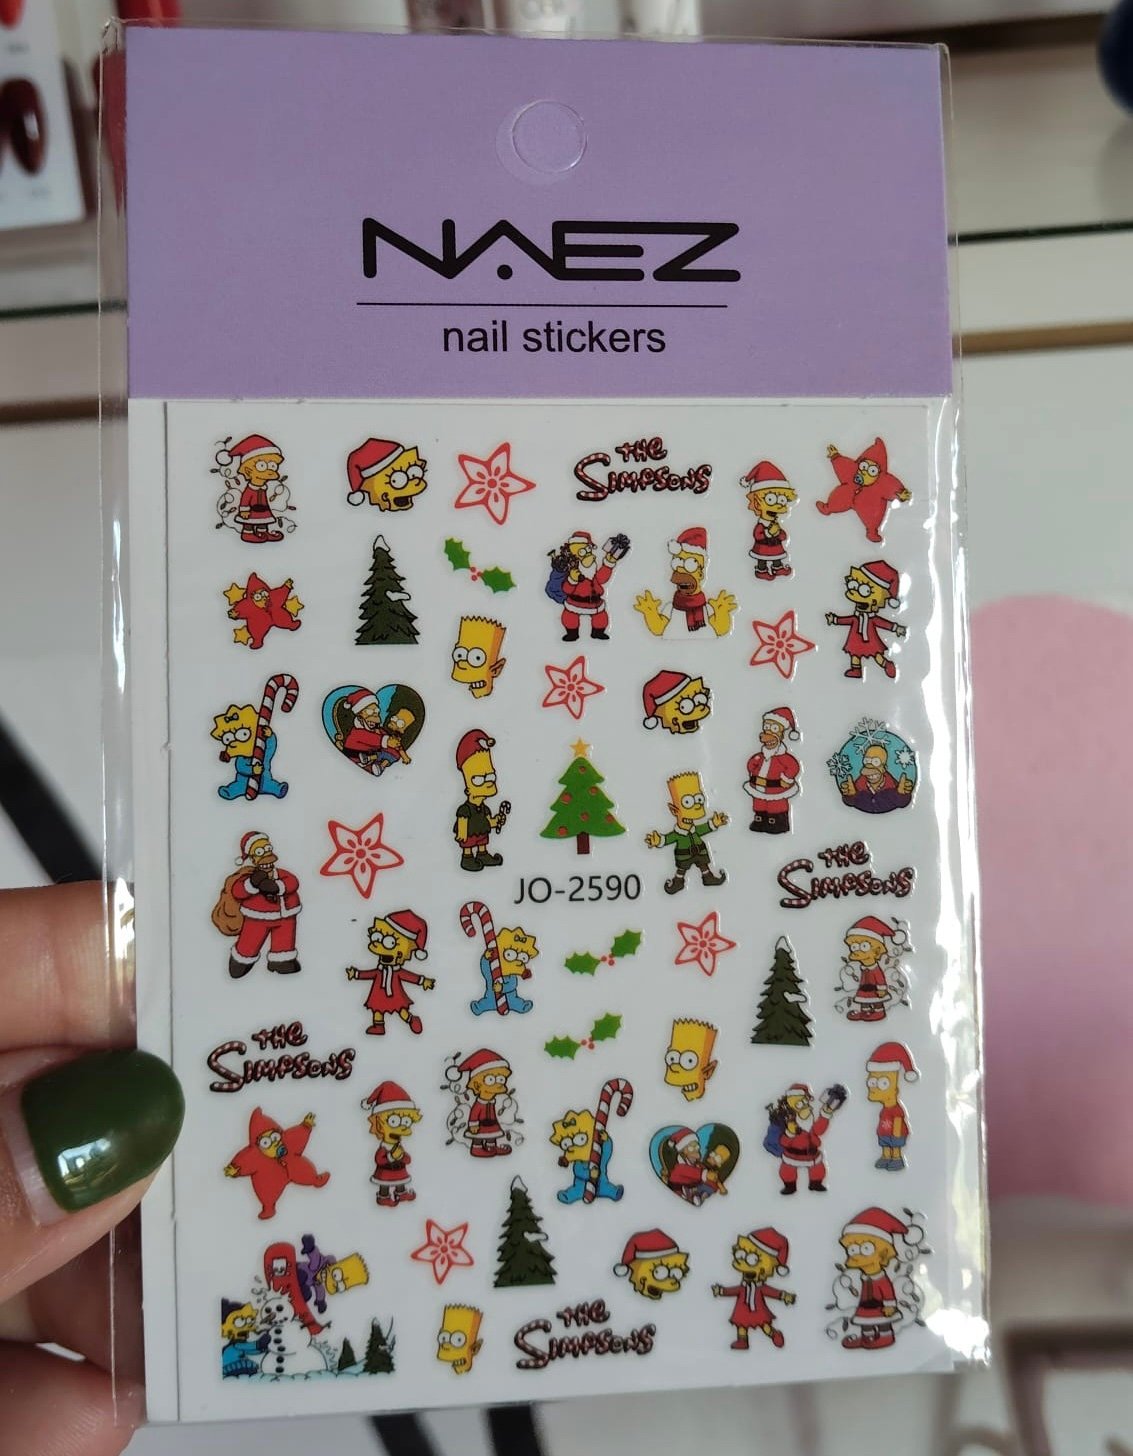 NAEZ
nail stickers
THE
SIMPSONS
THE
SIMPSONS
JO-2590
THE
SIMPSONS
THE
SIMPSONS